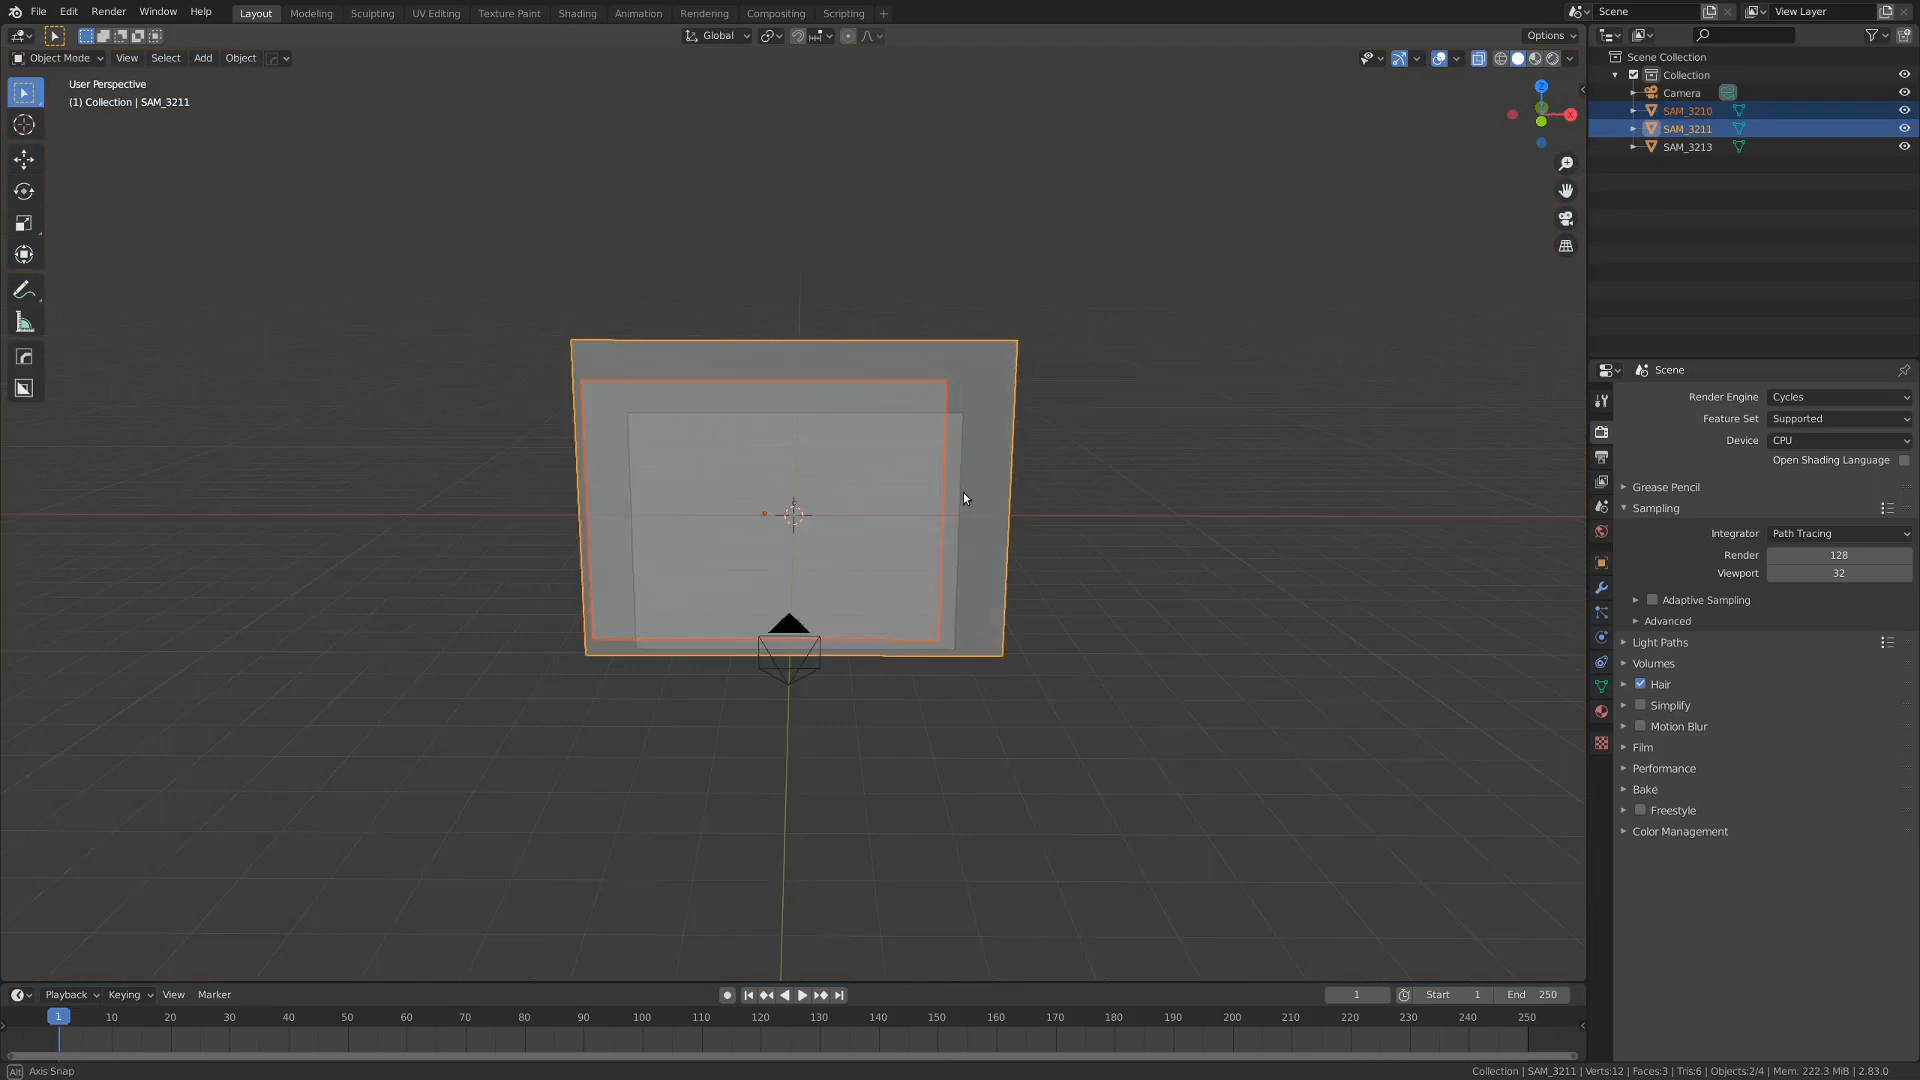 File Edit Render Window Help Layout Modeling Sculpting UV Editing Texture Paint Shading Animation Rendering Compositing Scripting + Scene View Layer
Global Options
Object Mode View Select Add Object
User Perspective
(1) Collection | SAM_3211
Z
X
Scene Collection
Collection
Camera
SAM_3210
SAM_3211
SAM_3213
Scene
Render Engine Cycles
Feature Set Supported
Device CPU
Open Shading Language
Grease Pencil
Sampling
Integrator Path Tracing
Render 128
Viewport 32
Adaptive Sampling
Advanced
Light Paths
Volumes
Hair
Simplify
Motion Blur
Film
Performance
Bake
Freestyle
Color Management
Playback Keying View Marker 1 Start 1 End 250
1 10 20 30 40 50 60 70 80 90 100 110 120 130 140 150 160 170 180 190 200 210 220 230 240 250
Alt Axis Snap Collection | SAM_3211 | Verts:12 | Faces:3 | Tris:6 | Objects:2/4 | Mem: 222.3 MiB | 2.83.0